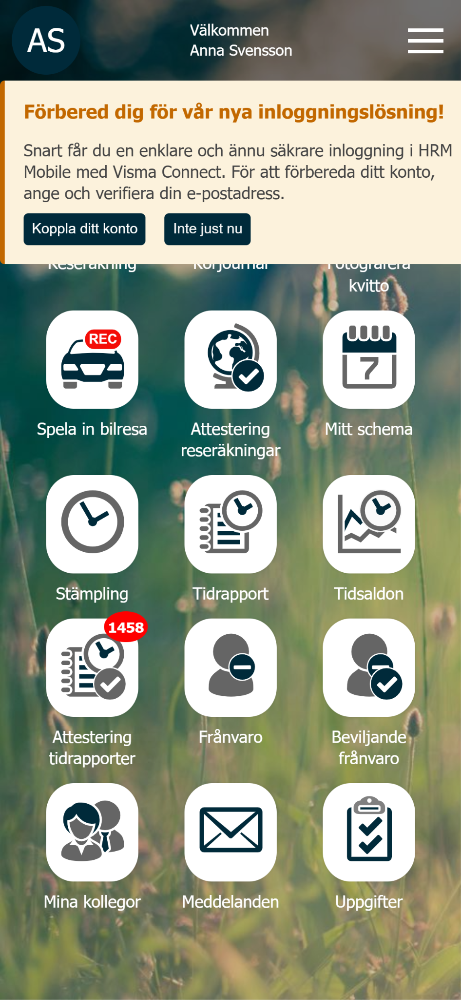 AS
Välkommen
Anna Svensson
Förbered dig för vår nya inloggningslösning!
Snart får du en enklare och ännu säkrare inloggning i HRM
Mobile med Visma Connect. För att förbereda ditt konto,
ange och verifiera din e-postadress.
Koppla ditt konto
Inte just nu
Reseräkning
Körjournal
Fotografera
kvitto
REC
7
Spela in bilresa
Attestering
reseräkningar
Mitt schema
Stämpling
Tidrapport
Tidsaldon
1458
Attestering
tidrapporter
Frånvaro
Beviljande
frånvaro
Mina kollegor
Meddelanden
Uppgifter